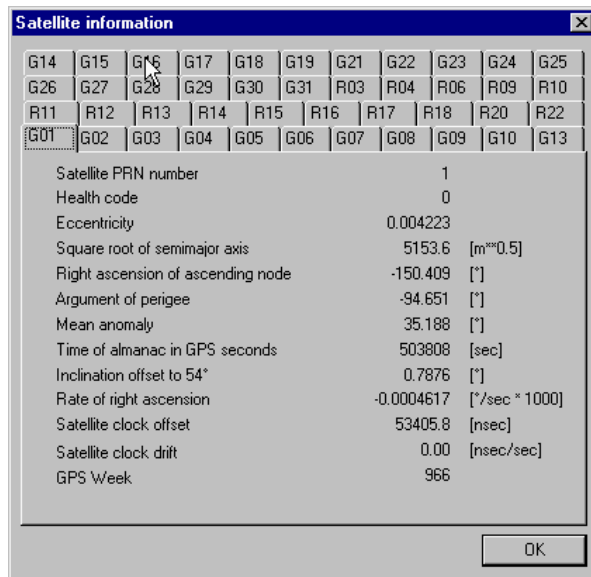 Satellite information
G14 G15 G16 G17 G18 G19 G21 G22 G23 G24 G25
G26 G27 G28 G29 G30 G31 R03 R04 R06 R09 R10
R11 R12 R13 R14 R15 R16 R17 R18 R20 R22
G01 G02 G03 G04 G05 G06 G07 G08 G09 G10 G13
Satellite PRN number 1
Health code 0
Eccentricity 0.004223
Square root of semimajor axis 5153.6 [m**0.5]
Right ascension of ascending node -150.409 [°]
Argument of perigee -94.651 [°]
Mean anomaly 35.188 [°]
Time of almanac in GPS seconds 503808 [sec]
Inclination offset to 54° 0.7876 [°]
Rate of right ascension -0.0004617 [°/sec * 1000]
Satellite clock offset 53405.8 [nsec]
Satellite clock drift 0.00 [nsec/sec]
GPS Week 966
OK